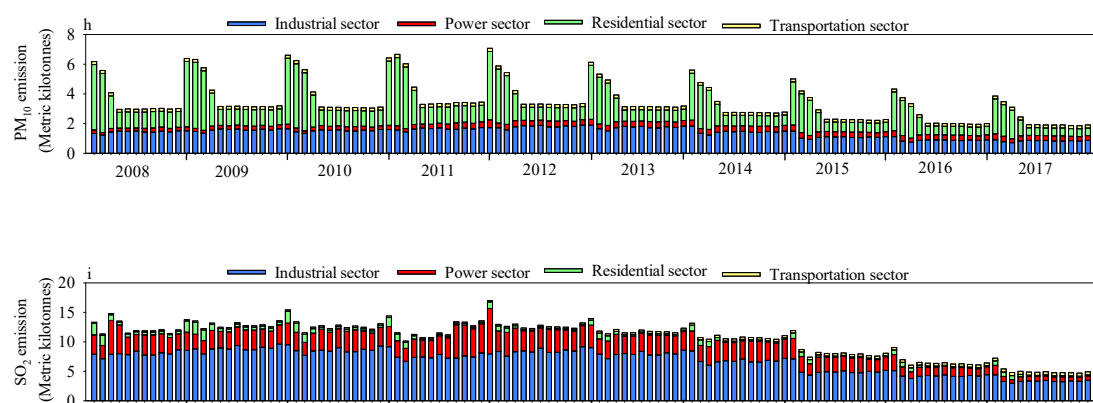 h
Industrial sector Power sector Residential sector Transportation sector
PM10 emission
(Metric kilotonnes)
8
6
4
2
0
2008 2009 2010 2011 2012 2013 2014 2015 2016 2017
i
Industrial sector Power sector Residential sector Transportation sector
SO2 emission
(Metric kilotonnes)
20
15
10
5
0